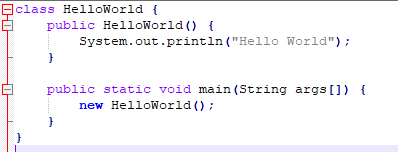 class HelloWorld {
    public HelloWorld() {
        System.out.println("Hello World");
    }

    public static void main(String args[]) {
        new HelloWorld();
    }
}